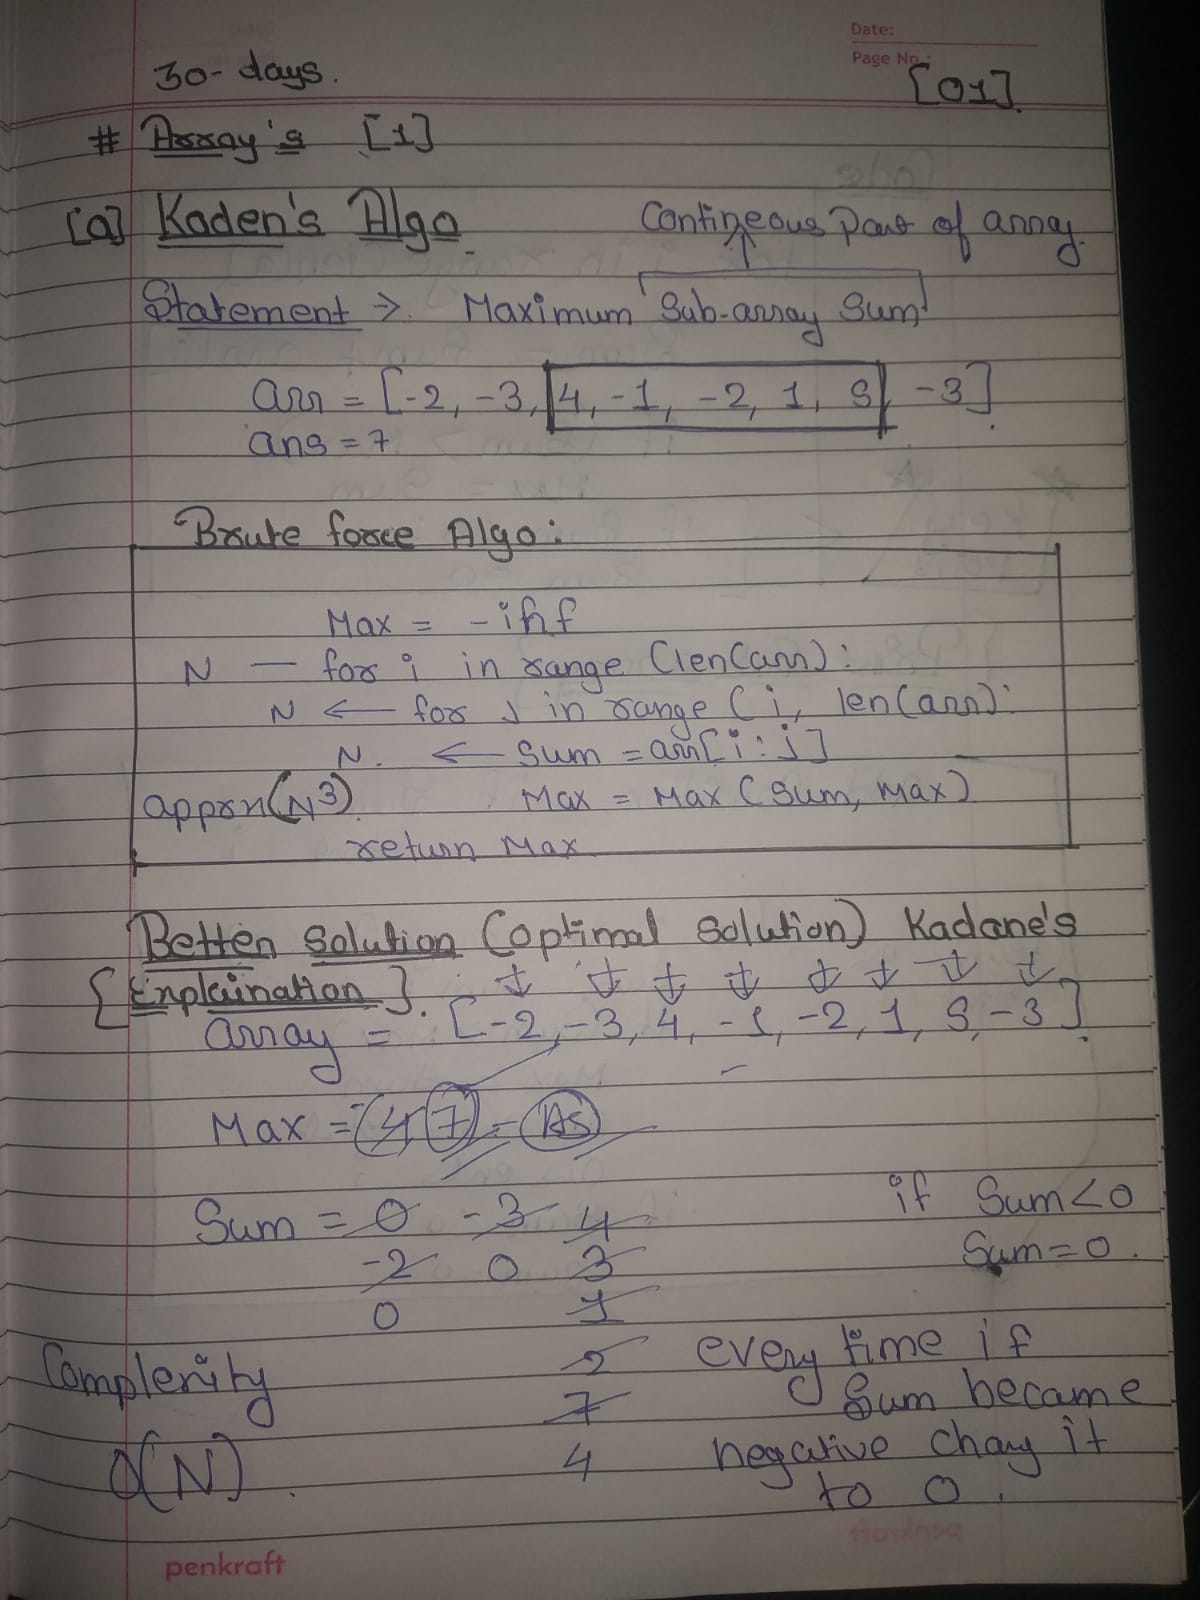 Date:
Page No.:
30- days.
[01]
# Array's [1]
[a] Kaden's Algo
Contineous Part of array.
Statement → Maximum Sub-array Sum
arr = [-2, -3, 4, -1, -2, 1, 5, -3]
ans = 7
Brute force Algo:
Max = -inf
N — for i in range (len(arr):
N ← for j in range (i, len(arr):
N. ← Sum = arr[i:j]
approx(N³) Max = Max (Sum, Max)
return Max
Better Solution (Optimal Solution) Kadane's
{Explaination}.
array = [-2, -3, 4, -1, -2, 1, 5, -3]
Max = 4 7 =
Sum = 0 -3 4
if Sum<0
-2 0 3
Sum=0.
0 1
Complexity 2 every time if
7 Sum became
O(N). 4 negative chang it
to 0.
penkraft